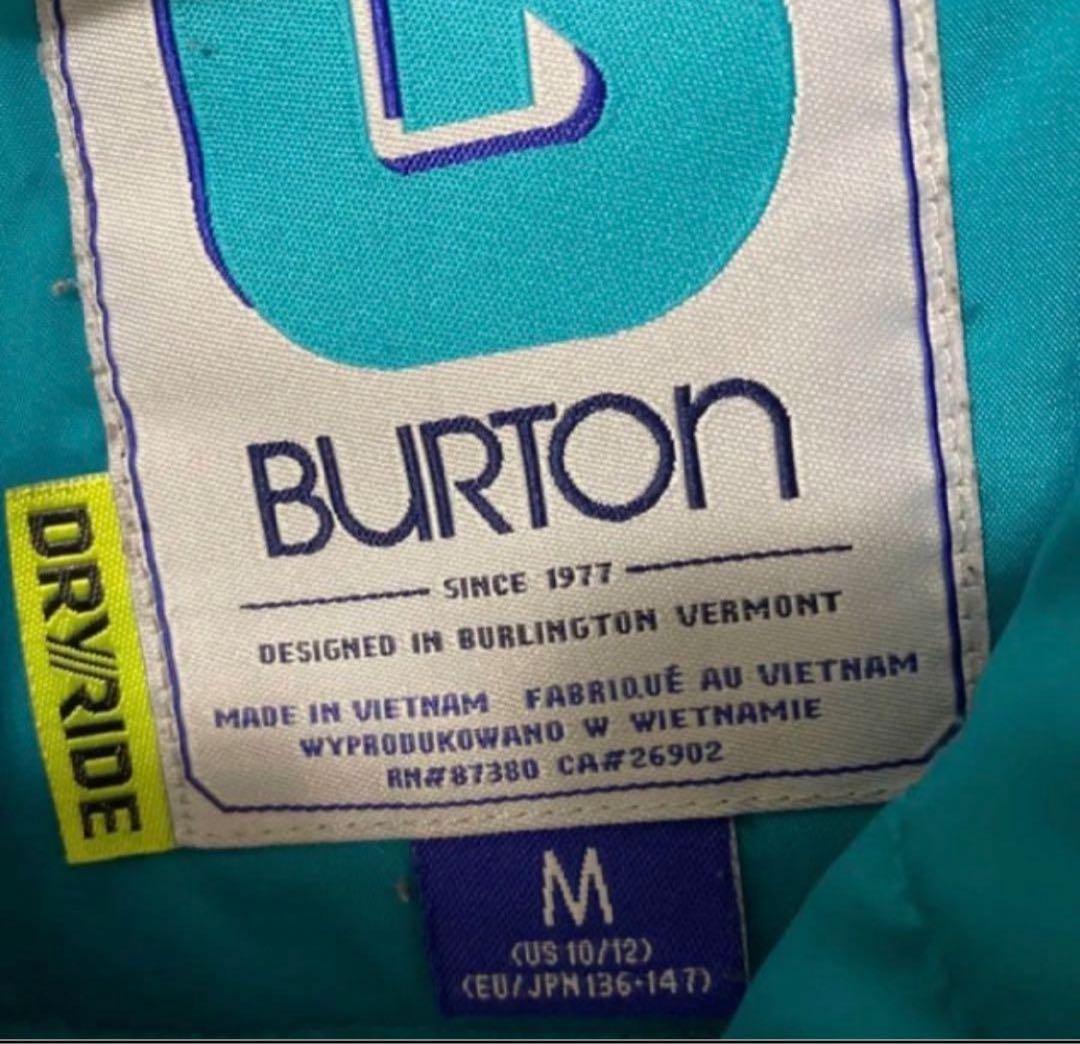 BURTON
SINCE 1977
DESIGNED IN BURLINGTON VERMONT
MADE IN VIETNAM FABRIQUÉ AU VIETNAM
WYPRODUKOWANO W WIETNAMIE
RN#87380 CA#26902
DRY///RIDE
M
(US 10/12)
(EU/JPN 136-147)